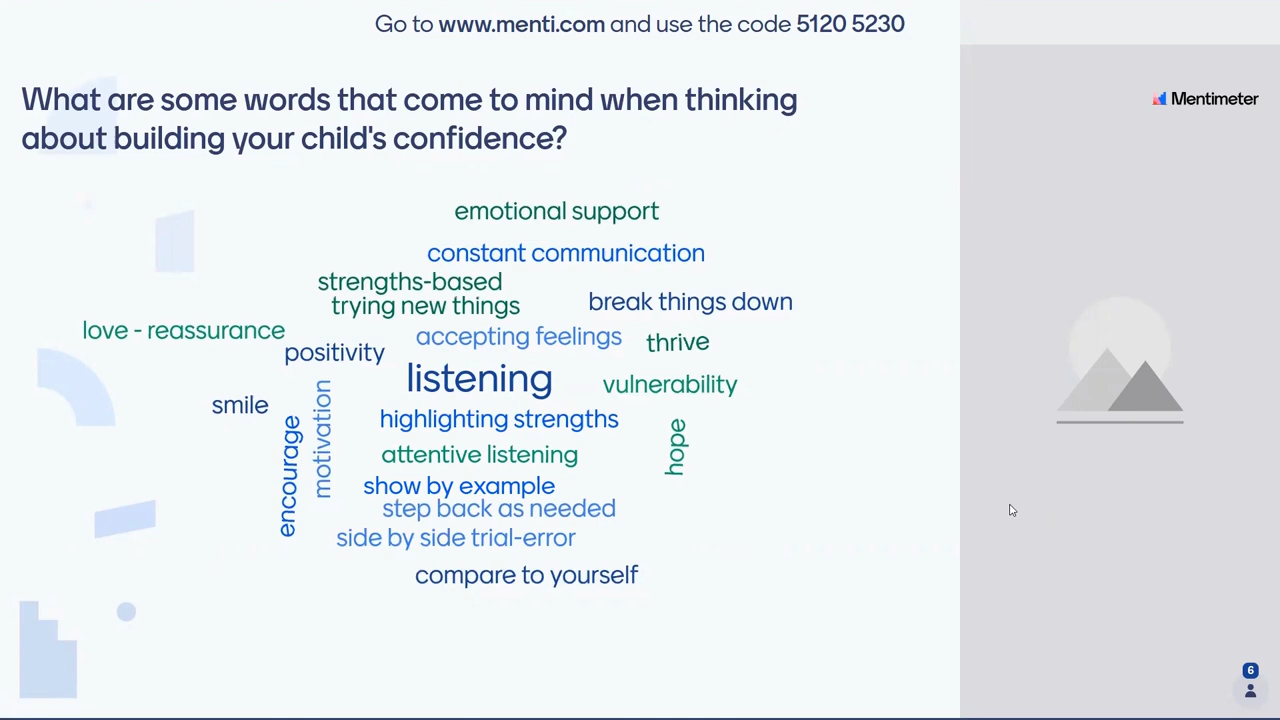 Go to www.menti.com and use the code 5120 5230
Mentimeter
What are some words that come to mind when thinking
about building your child's confidence?
emotional support
constant communication
strengths-based
trying new things
break things down
love - reassurance
accepting feelings
thrive
positivity
listening
vulnerability
smile
motivation
encourage
highlighting strengths
hope
attentive listening
show by example
step back as needed
side by side trial-error
compare to yourself
6